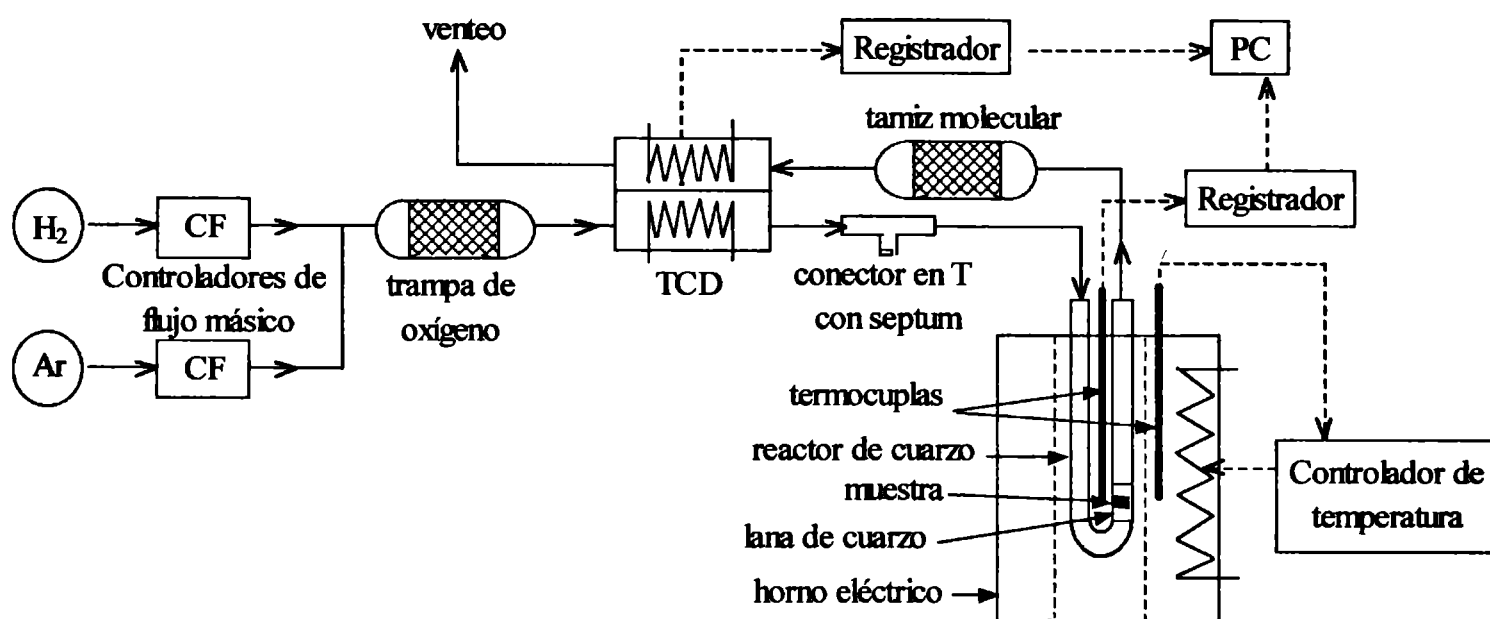 venteo
Registrador
PC
tamiz molecular
H2
CF
Registrador
Controladores de
flujo másico
trampa de
oxígeno
TCD
conector en T
con septum
Ar
CF
termocuplas
reactor de cuarzo
muestra
lana de cuarzo
horno eléctrico
Controlador de
temperatura